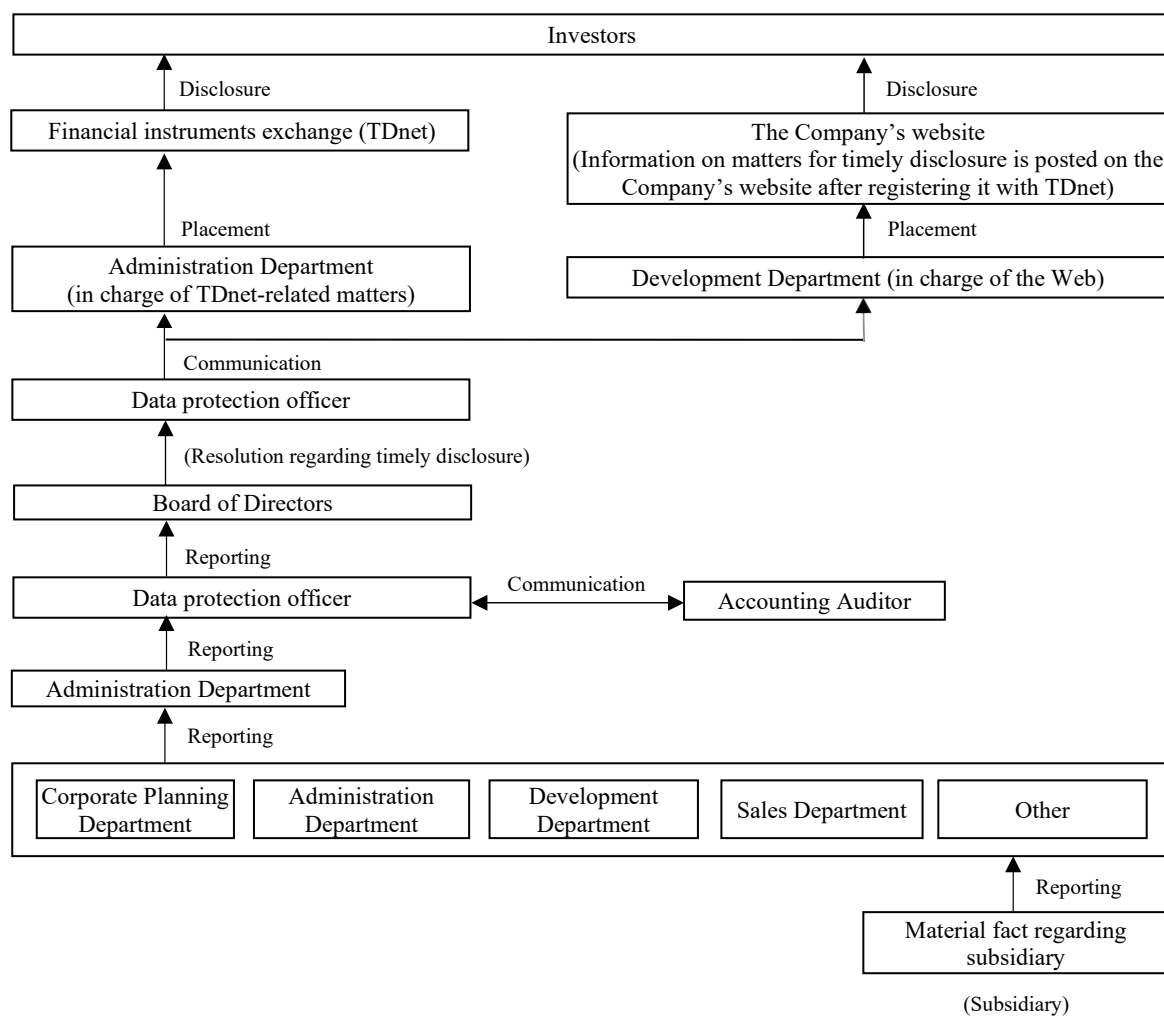 Investors
Disclosure
Disclosure
Financial instruments exchange (TDnet)
The Company’s website
(Information on matters for timely disclosure is posted on the
Company’s website after registering it with TDnet)
Placement
Placement
Administration Department
(in charge of TDnet-related matters)
Development Department (in charge of the Web)
Communication
Data protection officer
(Resolution regarding timely disclosure)
Board of Directors
Reporting
Data protection officer
Communication
Accounting Auditor
Reporting
Administration Department
Reporting
Corporate Planning
Department
Administration
Department
Development
Department
Sales Department
Other
Reporting
Material fact regarding
subsidiary
(Subsidiary)